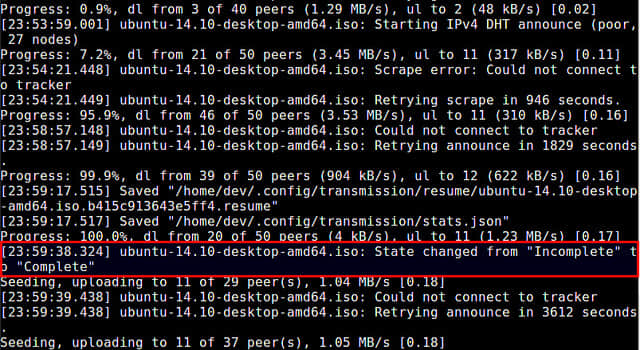 Progress: 0.9%, dl from 3 of 40 peers (1.29 MB/s), ul to 2 (48 kB/s) [0.02]
[23:53:59.001] ubuntu-14.10-desktop-amd64.iso: Starting IPv4 DHT announce (poor,
 27 nodes)
Progress: 7.2%, dl from 21 of 50 peers (3.45 MB/s), ul to 11 (317 kB/s) [0.11]
[23:54:21.448] ubuntu-14.10-desktop-amd64.iso: Scrape error: Could not connect t
o tracker
[23:54:21.449] ubuntu-14.10-desktop-amd64.iso: Retrying scrape in 946 seconds.
Progress: 95.9%, dl from 46 of 50 peers (3.53 MB/s), ul to 11 (310 kB/s) [0.16]
[23:58:57.148] ubuntu-14.10-desktop-amd64.iso: Could not connect to tracker
[23:58:57.149] ubuntu-14.10-desktop-amd64.iso: Retrying announce in 1829 seconds
.
Progress: 99.9%, dl from 39 of 50 peers (904 kB/s), ul to 12 (622 kB/s) [0.16]
[23:59:17.515] Saved "/home/dev/.config/transmission/resume/ubuntu-14.10-desktop
-amd64.iso.b415c913643e5ff4.resume"
[23:59:17.517] Saved "/home/dev/.config/transmission/stats.json"
Progress: 100.0%, dl from 20 of 50 peers (4 kB/s), ul to 11 (1.23 MB/s) [0.17]
[23:59:38.324] ubuntu-14.10-desktop-amd64.iso: State changed from "Incomplete" t
o "Complete"
Seeding, uploading to 11 of 29 peer(s), 1.04 MB/s [0.18]
[23:59:39.438] ubuntu-14.10-desktop-amd64.iso: Could not connect to tracker
[23:59:39.438] ubuntu-14.10-desktop-amd64.iso: Retrying announce in 3612 seconds
.
Seeding, uploading to 11 of 37 peer(s), 1.05 MB/s [0.18]